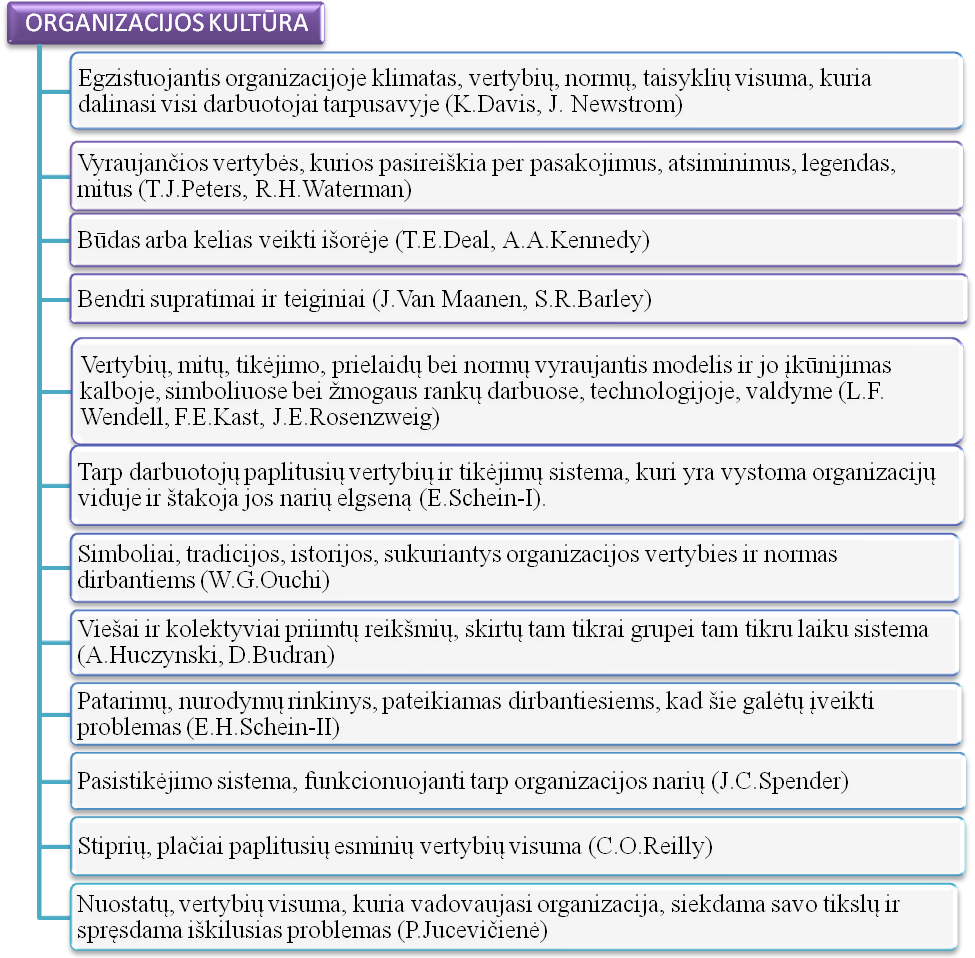 ORGANIZACIJOS KULTŪRA
Egzistuojantis organizacijoje klimatas, vertybių, normų, taisyklių visuma, kuria
dalinasi visi darbuotojai tarpusavyje (K.Davis, J. Newstrom)
Vyraujančios vertybės, kurios pasireiškia per pasakojimus, atsiminimus, legendas,
mitus (T.J.Peters, R.H.Waterman)
Būdas arba kelias veikti išorėje (T.E.Deal, A.A.Kennedy)
Bendri supratimai ir teiginiai (J.Van Maanen, S.R.Barley)
Vertybių, mitų, tikėjimo, prielaidų bei normų vyraujantis modelis ir jo įkūnijimas
kalboje, simboliuose bei žmogaus rankų darbuose, technologijoje, valdyme (L.F.
Wendell, F.E.Kast, J.E.Rosenzweig)
Tarp darbuotojų paplitusių vertybių ir tikėjimų sistema, kuri yra vystoma organizacijų
viduje ir štakoja jos narių elgseną (E.Schein-I).
Simboliai, tradicijos, istorijos, sukuriantys organizacijos vertybies ir normas
dirbantiems (W.G.Ouchi)
Viešai ir kolektyviai priimtų reikšmių, skirtų tam tikrai grupei tam tikru laiku sistema
(A.Huczynski, D.Budran)
Patarimų, nurodymų rinkinys, pateikiamas dirbantiesiems, kad šie galėtų įveikti
problemas (E.H.Schein-II)
Pasistikėjimo sistema, funkcionuojanti tarp organizacijos narių (J.C.Spender)
Stiprių, plačiai paplitusių esminių vertybių visuma (C.O.Reilly)
Nuostatų, vertybių visuma, kuria vadovaujasi organizacija, siekdama savo tikslų ir
spręsdama iškilusias problemas (P.Jucevičienė)